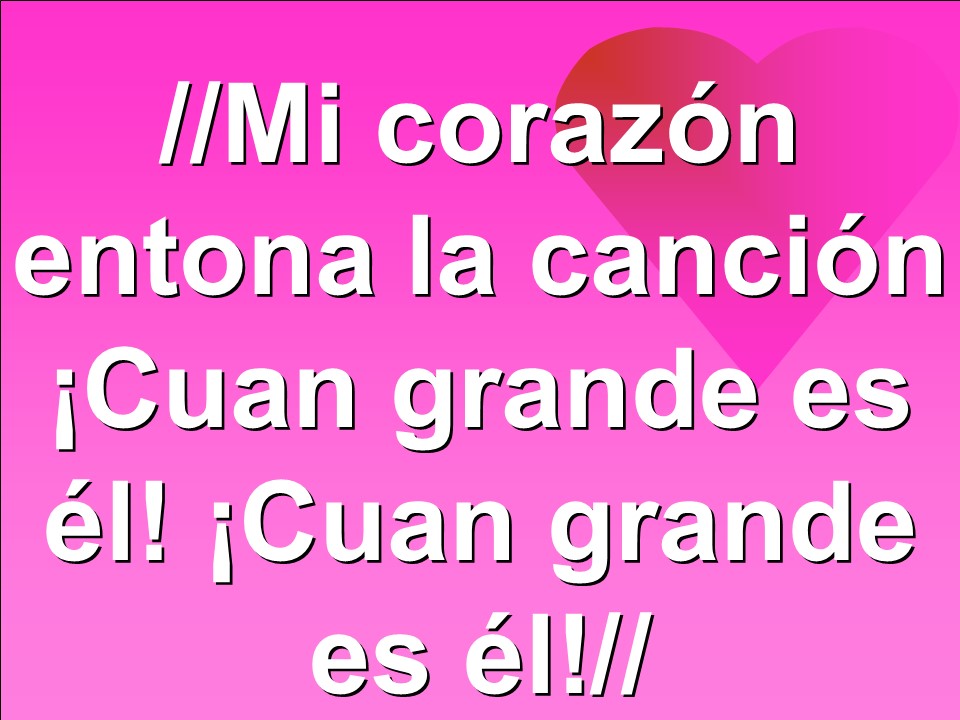 //Mi corazón
entona la canción
¡Cuan grande es
él! ¡Cuan grande
es él!//